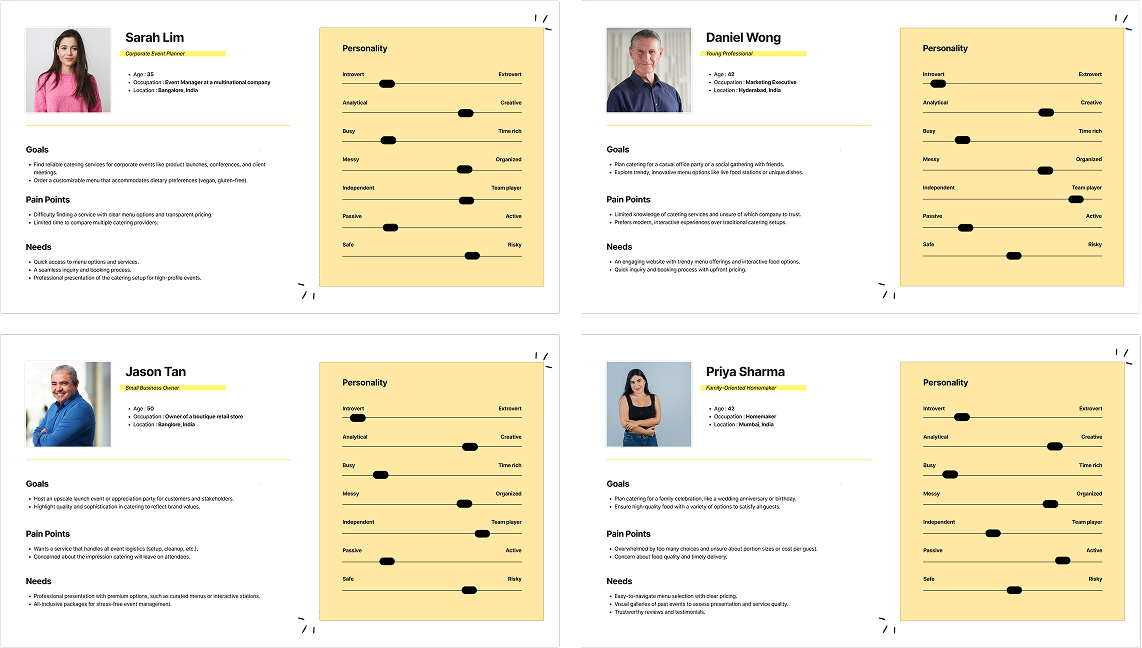 Sarah Lim
Corporate Event Planner
• Age : 35
• Occupation : Event Manager at a multinational company
• Location : Bangalore, India
Goals
• Find reliable catering services for corporate events like product launches, conferences, and client
meetings.
• Order a customizable menu that accommodates dietary preferences (vegan, gluten-free).
Pain Points
• Difficulty finding a service with clear menu options and transparent pricing.
• Limited time to compare multiple catering providers.
Needs
• Quick access to menu options and services.
• A seamless inquiry and booking process.
• Professional presentation of the catering setup for high-profile events.
Personality
Introvert Extrovert
Analytical Creative
Busy Time rich
Messy Organized
Independent Team player
Passive Active
Safe Risky
Daniel Wong
Young Professional
• Age : 42
• Occupation : Marketing Executive
• Location : Hyderabad, India
Goals
• Plan catering for a casual office party or a social gathering with friends.
• Explore trendy, innovative menu options like live food stations or unique dishes.
Pain Points
• Limited knowledge of catering services and unsure of which company to trust.
• Prefers modern, interactive experiences over traditional catering setups.
Needs
• An engaging website with trendy menu offerings and interactive food options.
• Quick inquiry and booking process with upfront pricing.
Personality
Introvert Extrovert
Analytical Creative
Busy Time rich
Messy Organized
Independent Team player
Passive Active
Safe Risky
Jason Tan
Small Business Owner
• Age : 50
• Occupation : Owner of a boutique retail store
• Location : Banglore, India
Goals
• Host an upscale launch event or appreciation party for customers and stakeholders.
• Highlight quality and sophistication in catering to reflect brand values.
Pain Points
• Wants a service that handles all event logistics (setup, cleanup, etc.).
• Concerned about the impression catering will leave on attendees.
Needs
• Professional presentation with premium options, such as curated menus or interactive stations.
• All-inclusive packages for stress-free event management.
Personality
Introvert Extrovert
Analytical Creative
Busy Time rich
Messy Organized
Independent Team player
Passive Active
Safe Risky
Priya Sharma
Family-Oriented Homemaker
• Age : 42
• Occupation : Homemaker
• Location : Mumbai, India
Goals
• Plan catering for a family celebration, like a wedding anniversary or birthday.
• Ensure high-quality food with a variety of options to satisfy all guests.
Pain Points
• Overwhelmed by too many choices and unsure about portion sizes or cost per guest.
• Concern about food quality and timely delivery.
Needs
• Easy-to-navigate menu selection with clear pricing.
• Visual galleries of past events to assess presentation and service quality.
• Trustworthy reviews and testimonials.
Personality
Introvert Extrovert
Analytical Creative
Busy Time rich
Messy Organized
Independent Team player
Passive Active
Safe Risky